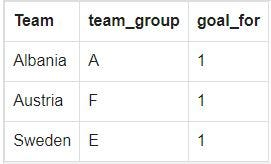 Team team_group goal_for
Albania A 1
Austria F 1
Sweden E 1